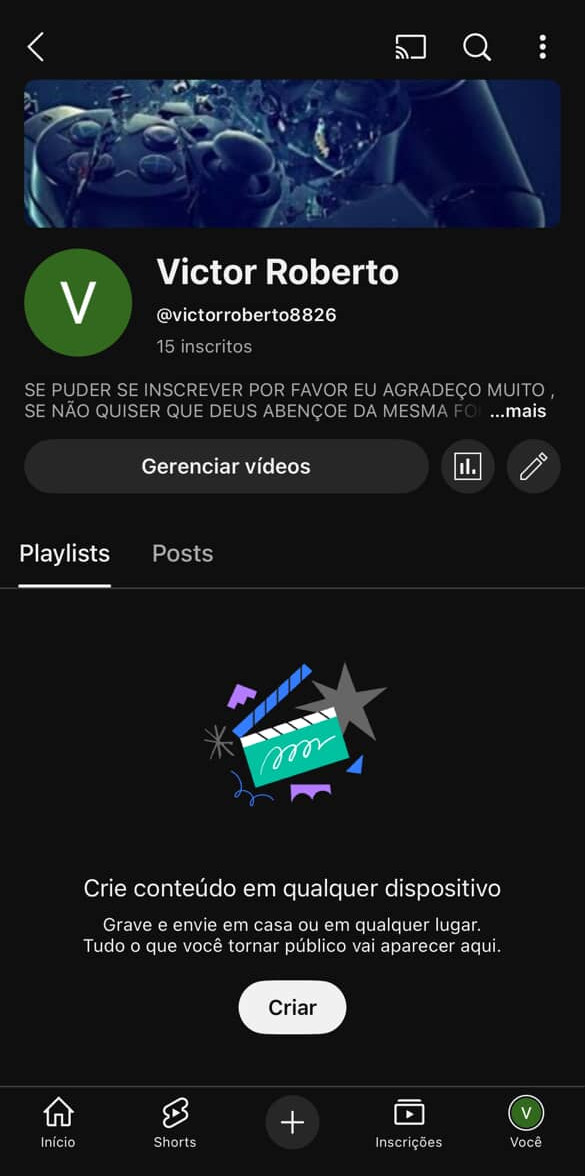 Victor Roberto
@victorroberto8826
15 inscritos
SE PUDER SE INSCREVER POR FAVOR EU AGRADEÇO MUITO ,
SE NÃO QUISER QUE DEUS ABENÇOE DA MESMA ...mais
Gerenciar vídeos
Playlists Posts
Crie conteúdo em qualquer dispositivo
Grave e envie em casa ou em qualquer lugar.
Tudo o que você tornar público vai aparecer aqui.
Criar
Início Shorts Inscrições Você